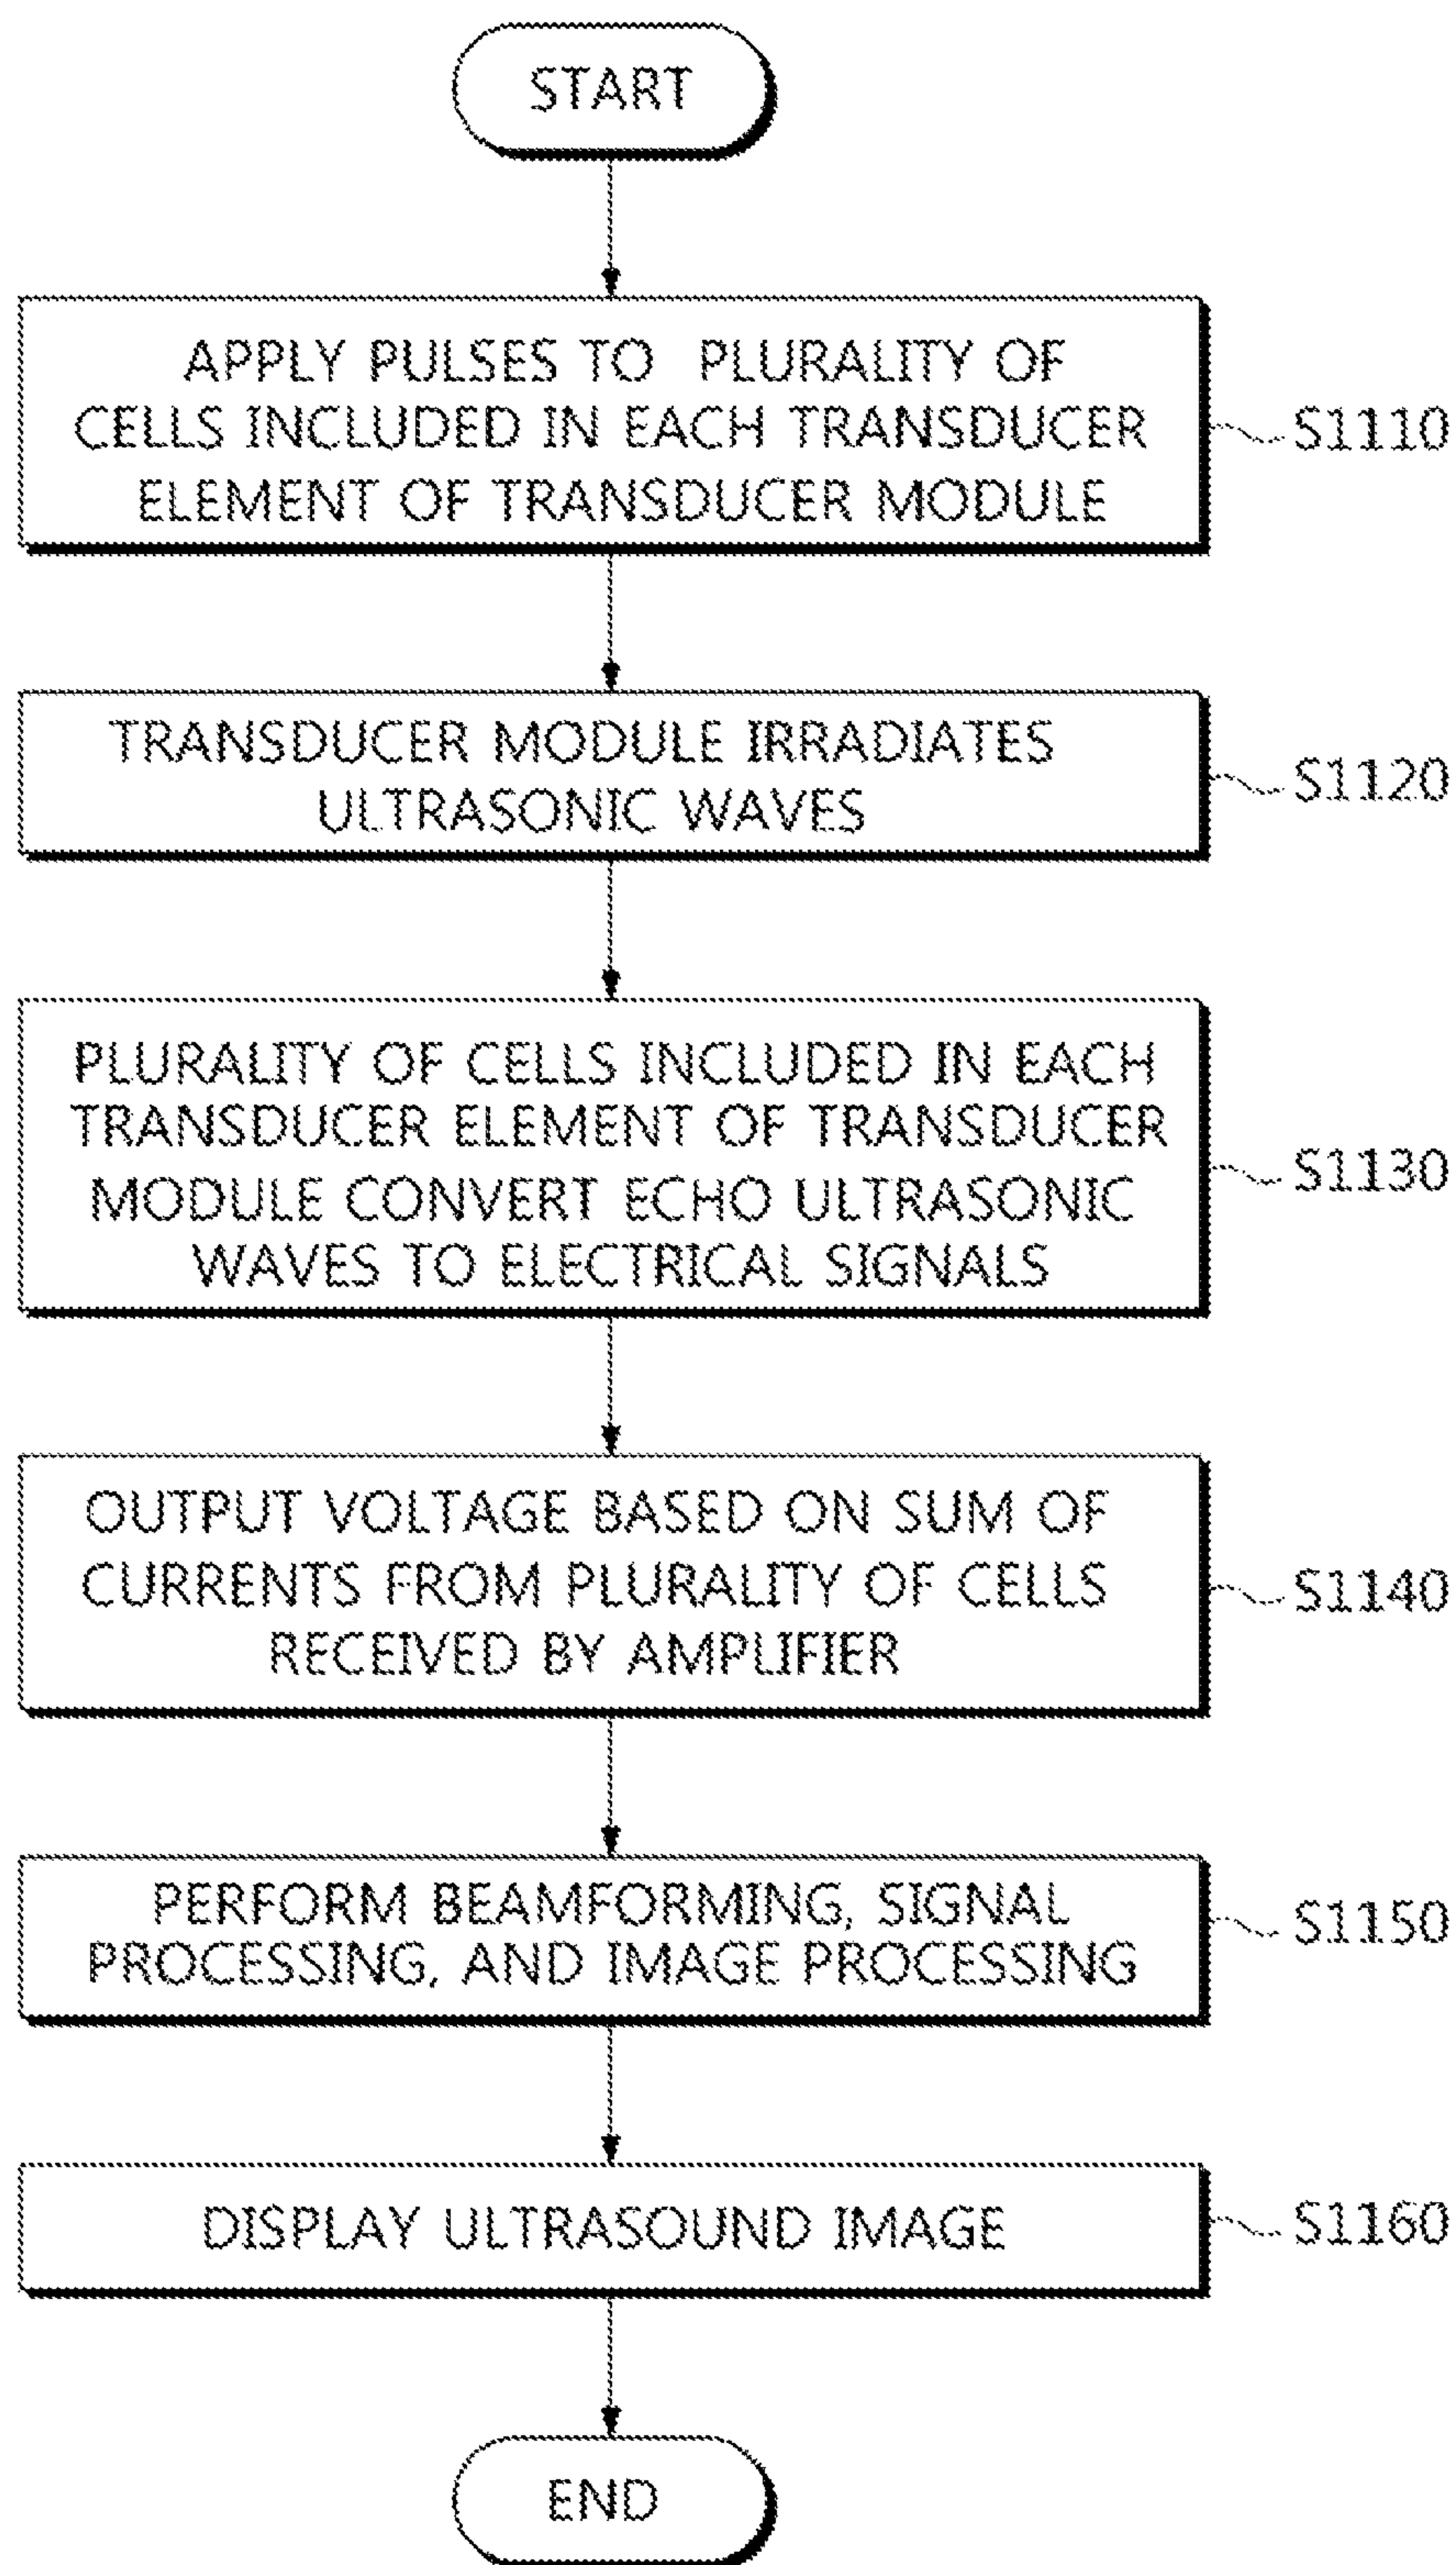 START
APPLY PULSES TO PLURALITY OF
CELLS INCLUDED IN EACH TRANSDUCER
ELEMENT OF TRANSDUCER MODULE
S1110
TRANSDUCER MODULE IRRADIATES
ULTRASONIC WAVES
S1120
PLURALITY OF CELLS INCLUDED IN EACH
TRANSDUCER ELEMENT OF TRANSDUCER
MODULE CONVERT ECHO ULTRASONIC
WAVES TO ELECTRICAL SIGNALS
S1130
OUTPUT VOLTAGE BASED ON SUM OF
CURRENTS FROM PLURALITY OF CELLS
RECEIVED BY AMPLIFIER
S1140
PERFORM BEAMFORMING, SIGNAL
PROCESSING, AND IMAGE PROCESSING
S1150
DISPLAY ULTRASOUND IMAGE
S1160
END